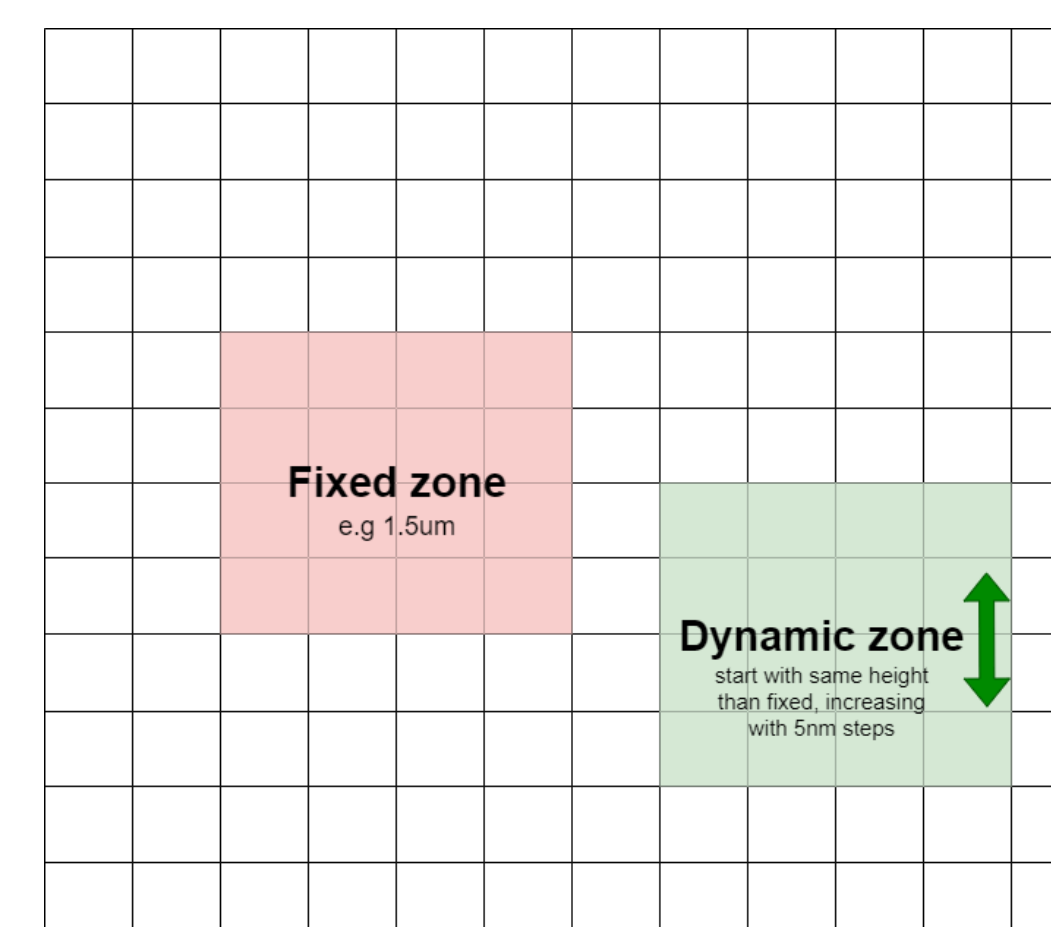 Fixed zone
e.g 1.5um
Dynamic zone
start with same height
than fixed, increasing
with 5nm steps